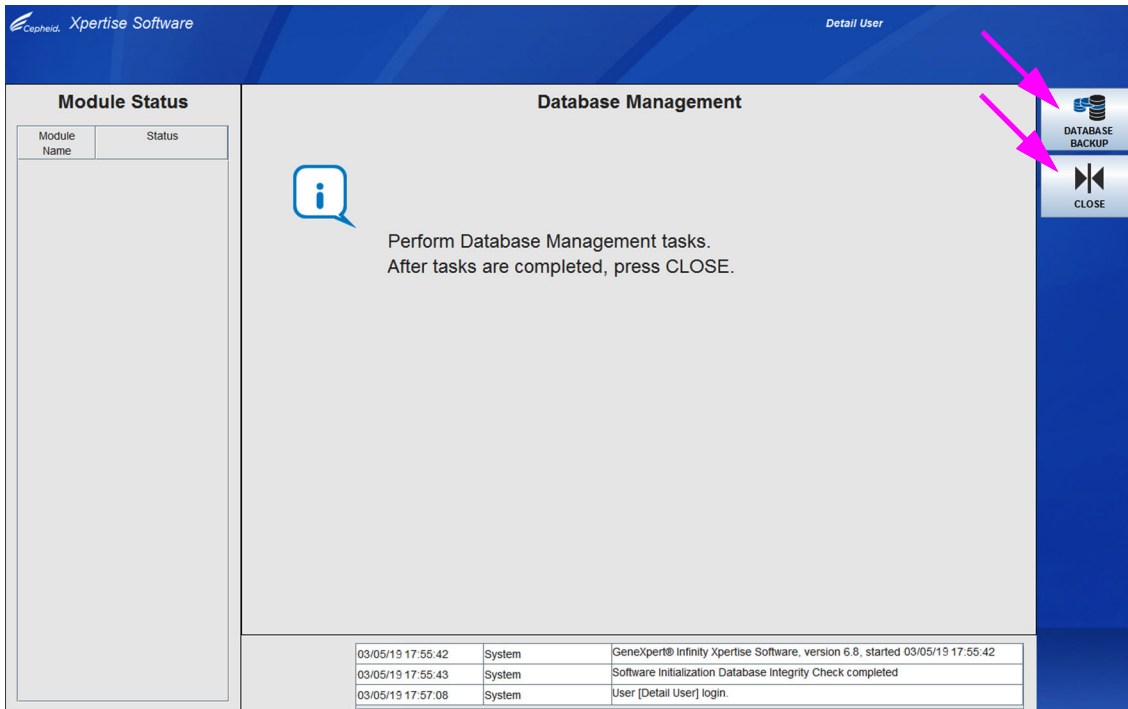 Cepheid. Xpertise Software
Detail User
Module Status
Module Name
Status
Database Management
Perform Database Management tasks.
After tasks are completed, press CLOSE.
DATABASE
BACKUP
CLOSE
03/05/19 17:55:42 System GeneXpert® Infinity Xpertise Software, version 6.8, started 03/05/19 17:55:42
03/05/19 17:55:43 System Software Initialization Database Integrity Check completed
03/05/19 17:57:08 System User [Detail User] login.